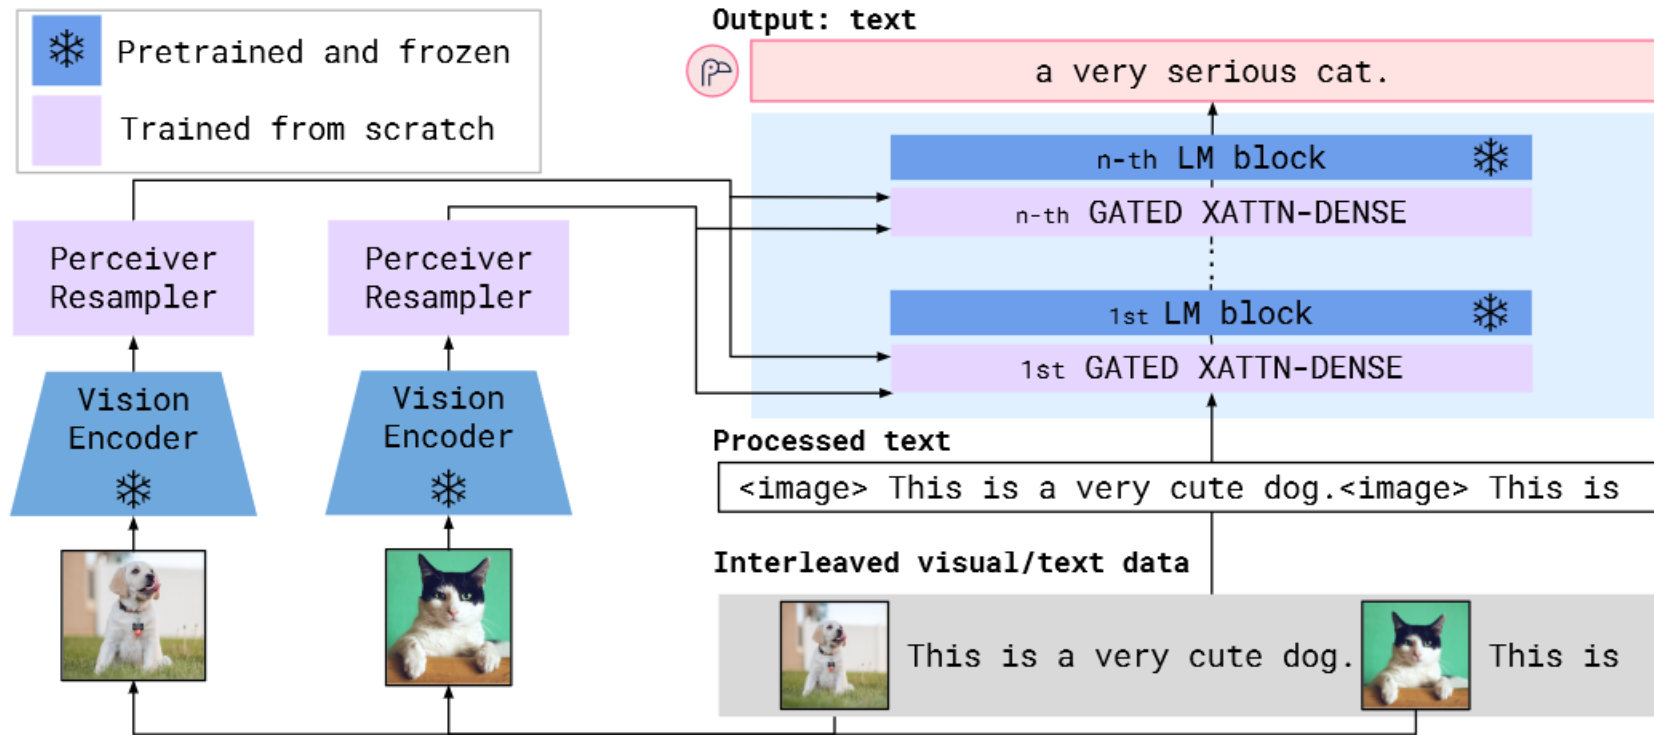 Pretrained and frozen
Trained from scratch
Perceiver
Resampler
Perceiver
Resampler
Vision
Encoder
Vision
Encoder
Output: text
a very serious cat.
n-th LM block
n-th GATED XATTN-DENSE
1st LM block
1st GATED XATTN-DENSE
Processed text
<image> This is a very cute dog.<image> This is
Interleaved visual/text data
This is a very cute dog. This is